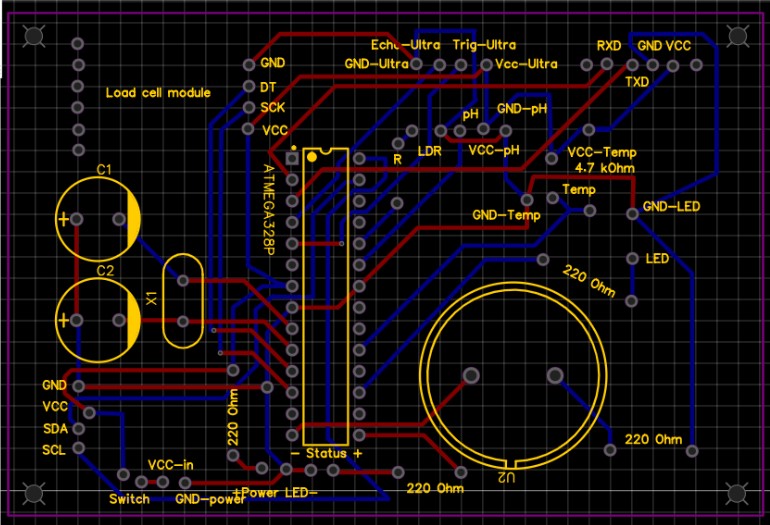 Echo-Ultra Trig-Ultra
RXD GND VCC
GND GND-Ultra Vcc-Ultra
TXD
DT
Load cell module
SCK
GND-pH
pH
VCC
R LDR VCC-pH
VCC-Temp
4.7 kOhm
C1
ATMEGA328P
Temp
GND-Temp
GND-LED
LED
C2
220 Ohm
X1
GND
VCC
220 Ohm
SDA
220 Ohm
SCL
- Status +
VCC-in
U2
Switch GND-power
+Power LED-
220 Ohm